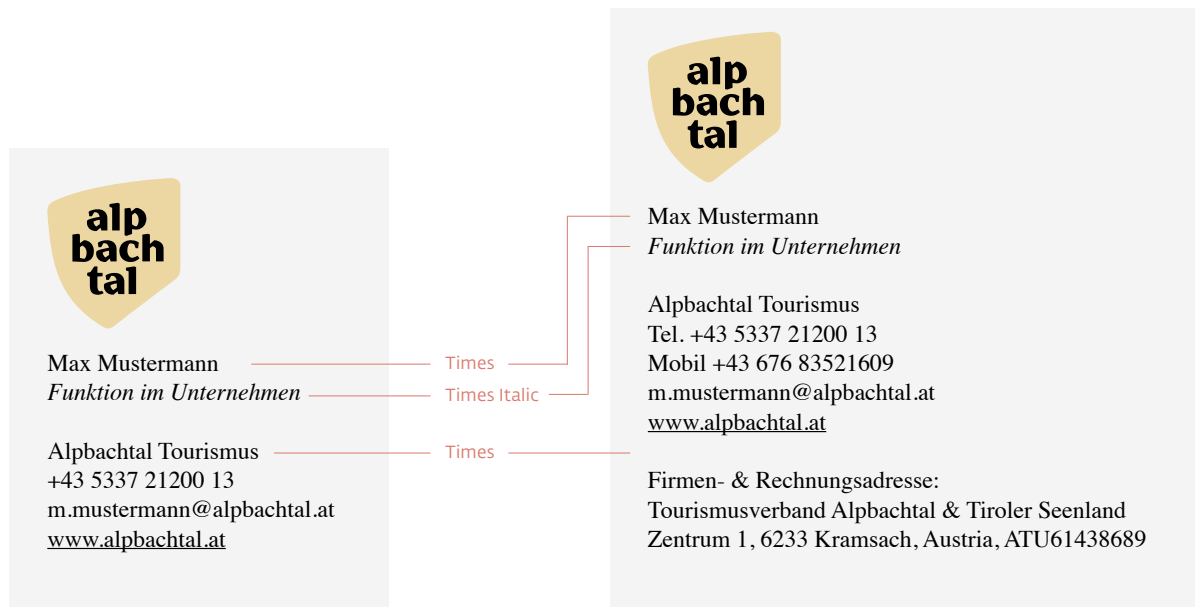 alp
bach
tal
Max Mustermann
Funktion im Unternehmen
Alpbachtal Tourismus
+43 5337 21200 13
m.mustermann@alpbachtal.at
www.alpbachtal.at
Times
Times Italic
Times
alp
bach
tal
Max Mustermann
Funktion im Unternehmen
Alpbachtal Tourismus
Tel. +43 5337 21200 13
Mobil +43 676 83521609
m.mustermann@alpbachtal.at
www.alpbachtal.at
Firmen- & Rechnungsadresse:
Tourismusverband Alpbachtal & Tiroler Seenland
Zentrum 1, 6233 Kramsach, Austria, ATU61438689